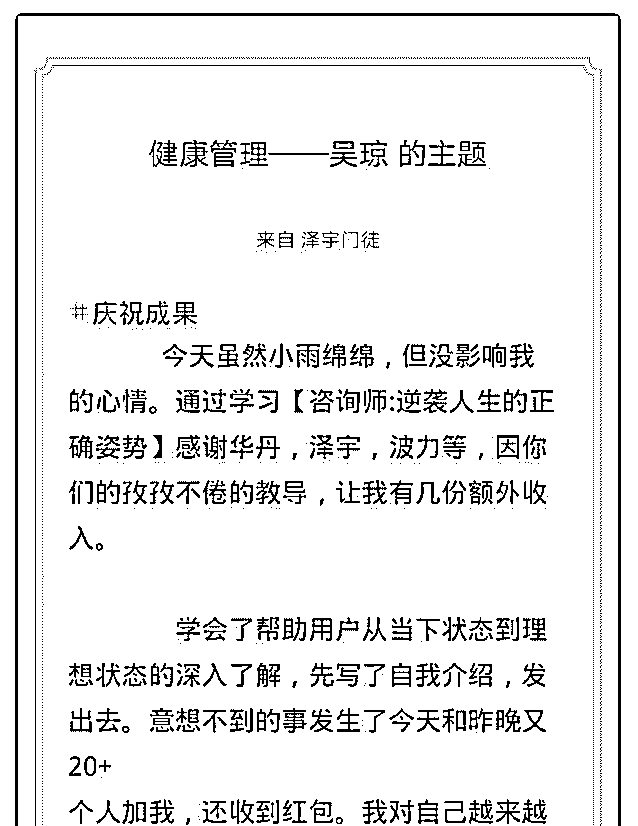 健康管理——吴琼 的主题
来自 泽宇门徒
#庆祝成果
今天虽然小雨绵绵，但没影响我
的心情。通过学习【咨询师:逆袭人生的正
确姿势】感谢华丹，泽宇，波力等，因你
们的孜孜不倦的教导，让我有几份额外收
入。
学会了帮助用户从当下状态到理
想状态的深入了解，先写了自我介绍，发
出去。意想不到的事发生了今天和昨晚又
20+
个人加我，还收到红包。我对自己越来越